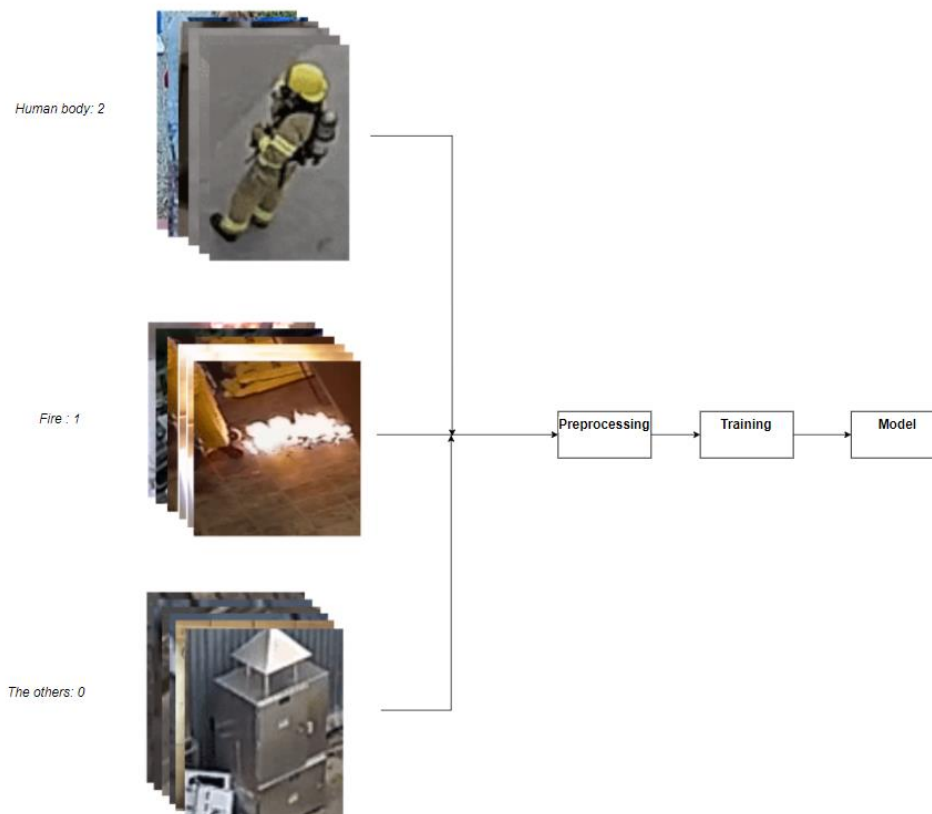 Human body: 2
Fire : 1
Preprocessing
Training
Model
The others: 0